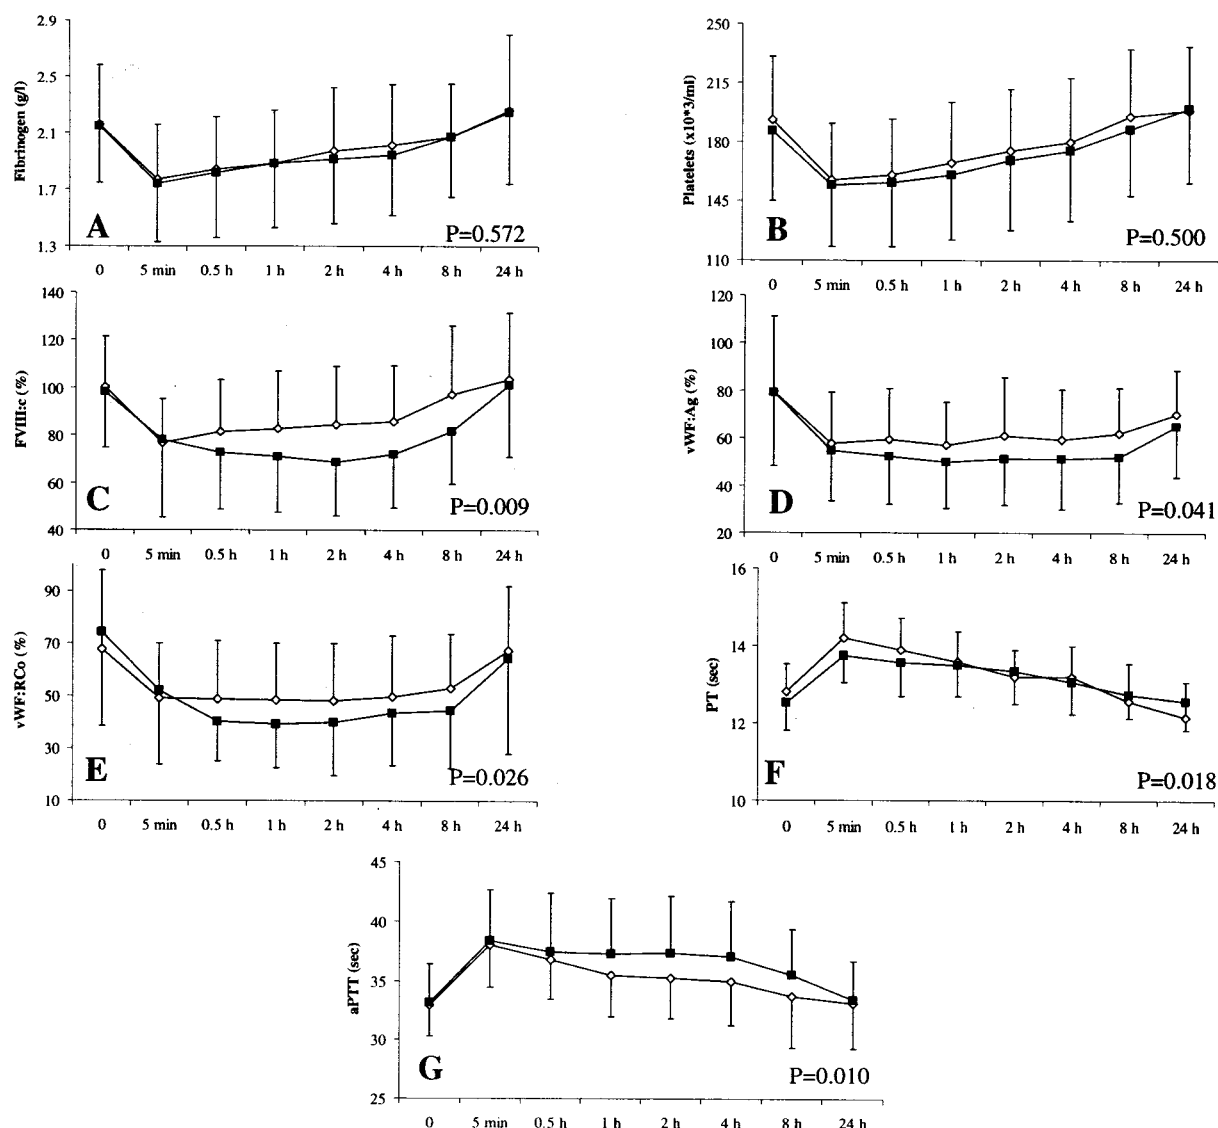 2.9
2.5
2.1
1.7
1.3
Fibrinogen (g/l)
A
P=0.572
0 5 min 0.5 h 1 h 2 h 4 h 8 h 24 h
250
215
180
145
110
Platelets (x10*3/ml)
B
P=0.500
0 5 min 0.5 h 1 h 2 h 4 h 8 h 24 h
140
120
100
80
60
40
FVIII:c (%)
C
P=0.009
0 5 min 0.5 h 1 h 2 h 4 h 8 h 24 h
120
100
80
60
40
20
vWF:Ag (%)
D
P=0.041
0 5 min 0.5 h 1 h 2 h 4 h 8 h 24 h
90
70
50
30
10
vWF:RCo (%)
E
P=0.026
0 5 min 0.5 h 1 h 2 h 4 h 8 h 24 h
16
14
12
10
PT (sec)
F
P=0.018
0 5 min 0.5 h 1 h 2 h 4 h 8 h 24 h
45
40
35
30
25
aPTT (sec)
G
P=0.010
0 5 min 0.5 h 1 h 2 h 4 h 8 h 24 h